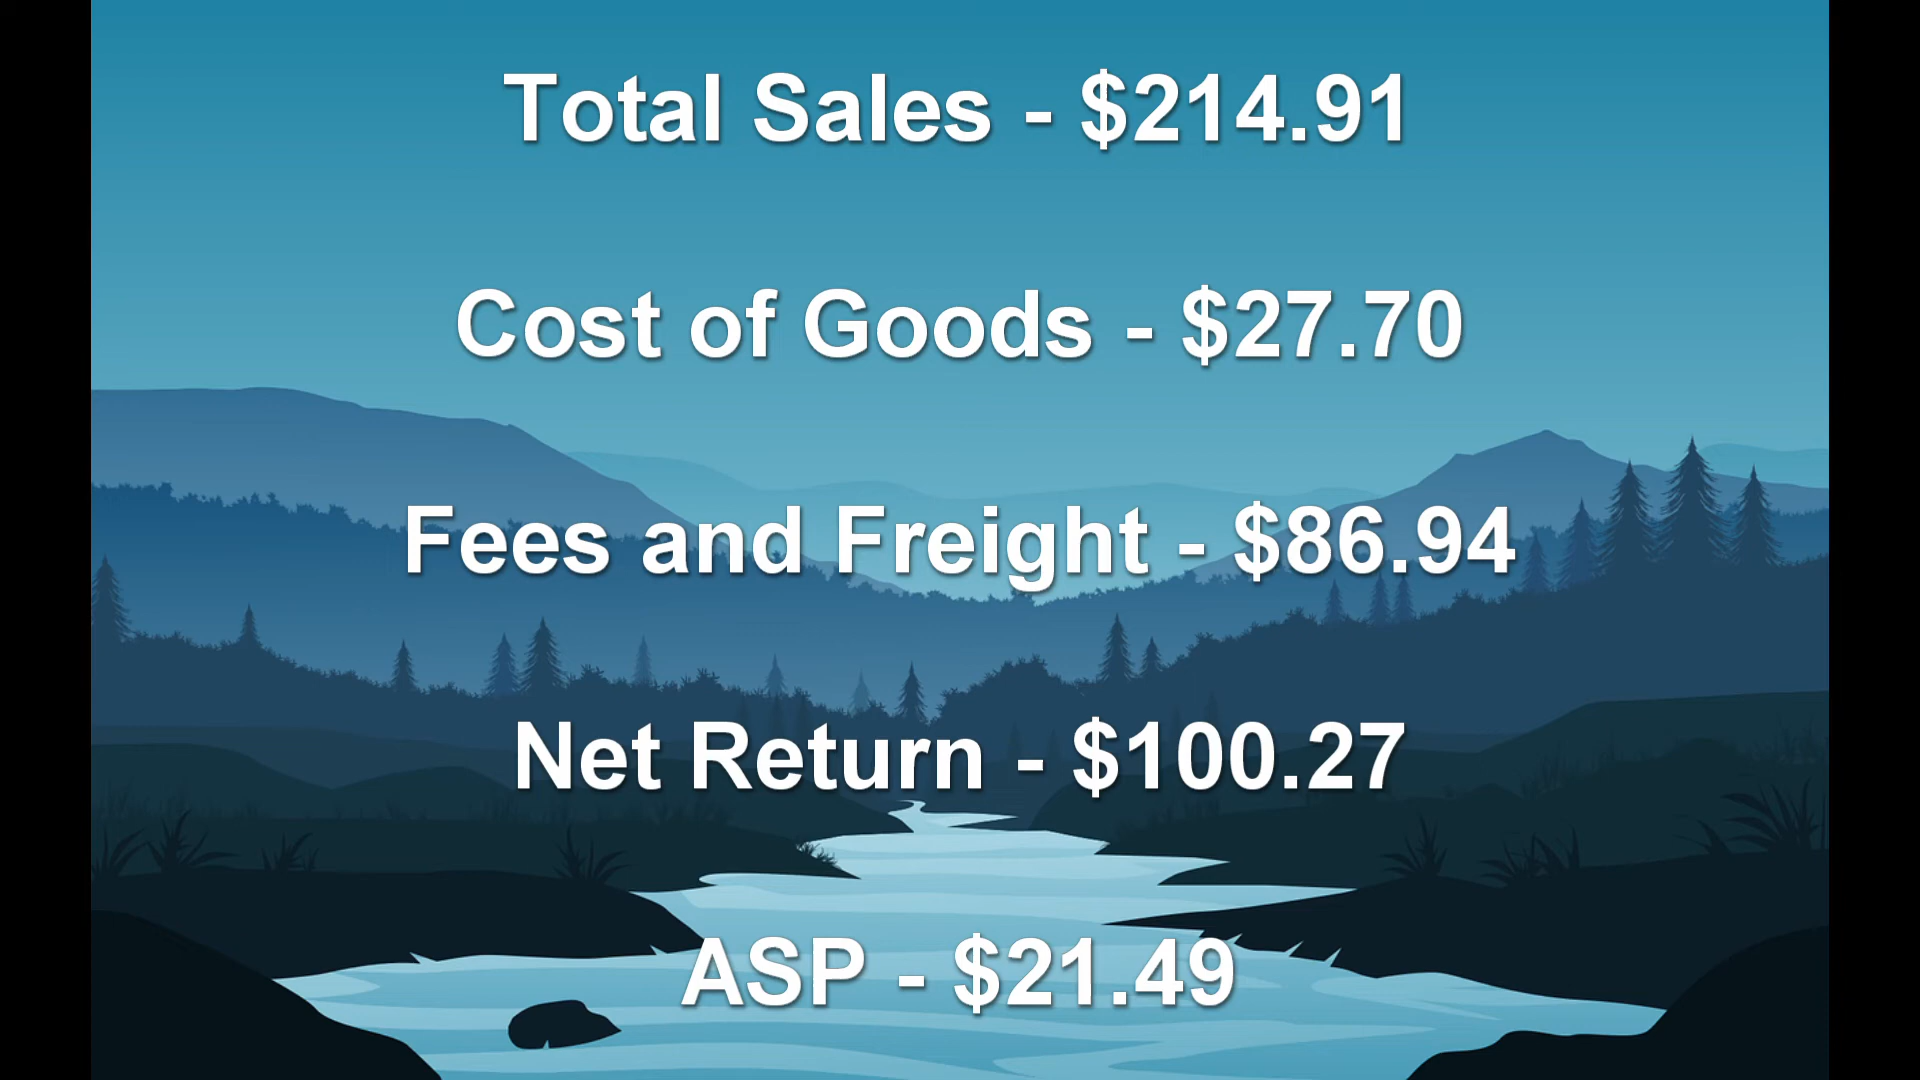 Total Sales - $214.91
Cost of Goods - $27.70
Fees and Freight - $86.94
Net Return - $100.27
ASP - $21.49